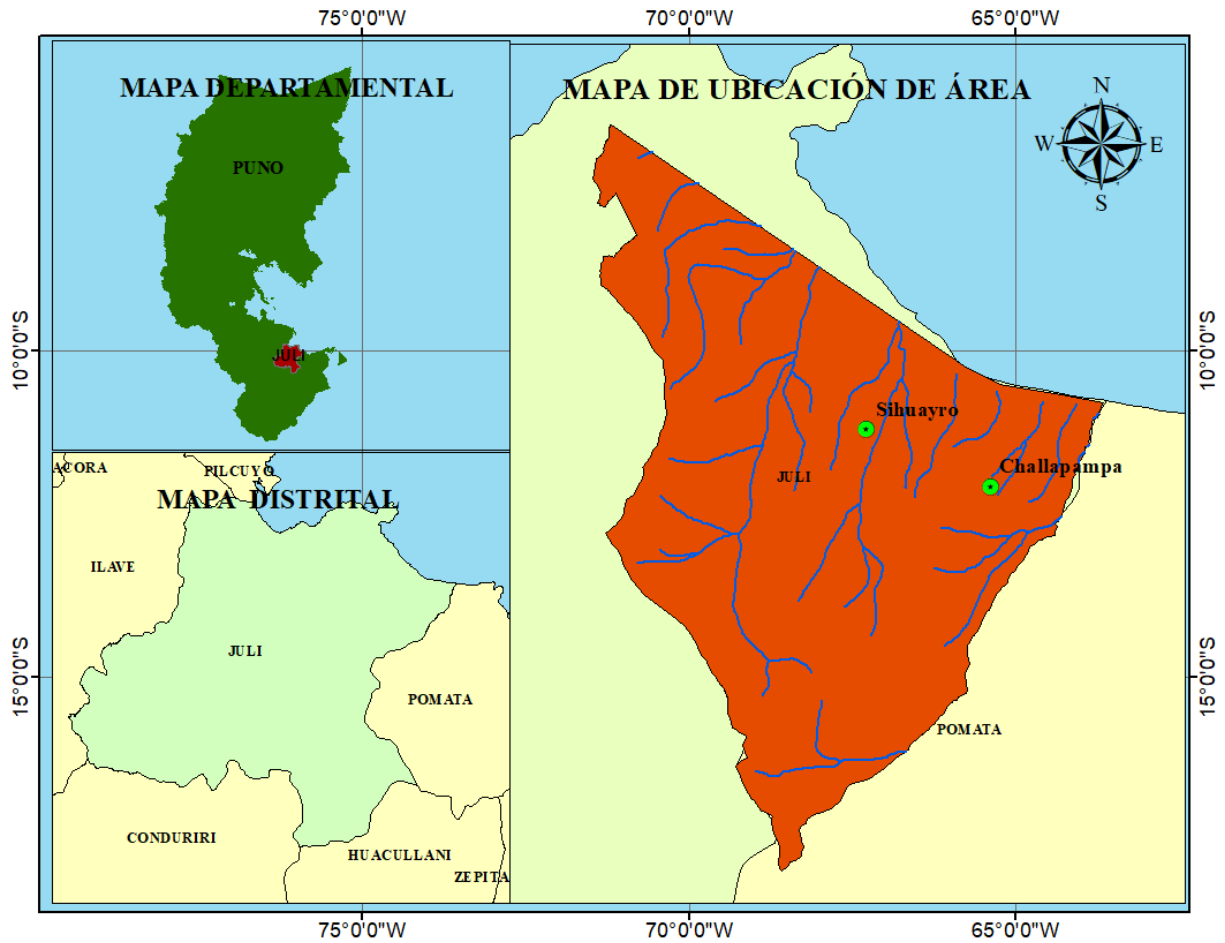 75°0'0"W
70°0'0"W
65°0'0"W
MAPA DEPARTAMENTAL
PUNO
JULI
MAPA DE UBICACIÓN DE ÁREA
N
W
E
S
10°0'0"S
10°0'0"S
Sihuayro
Challapampa
JULI
POMATA
ACORA
PILCUYO
MAPA DISTRITAL
ILAVE
JULI
POMATA
CONDURIRI
HUACULLANI
ZEPITA
15°0'0"S
15°0'0"S
75°0'0"W
70°0'0"W
65°0'0"W